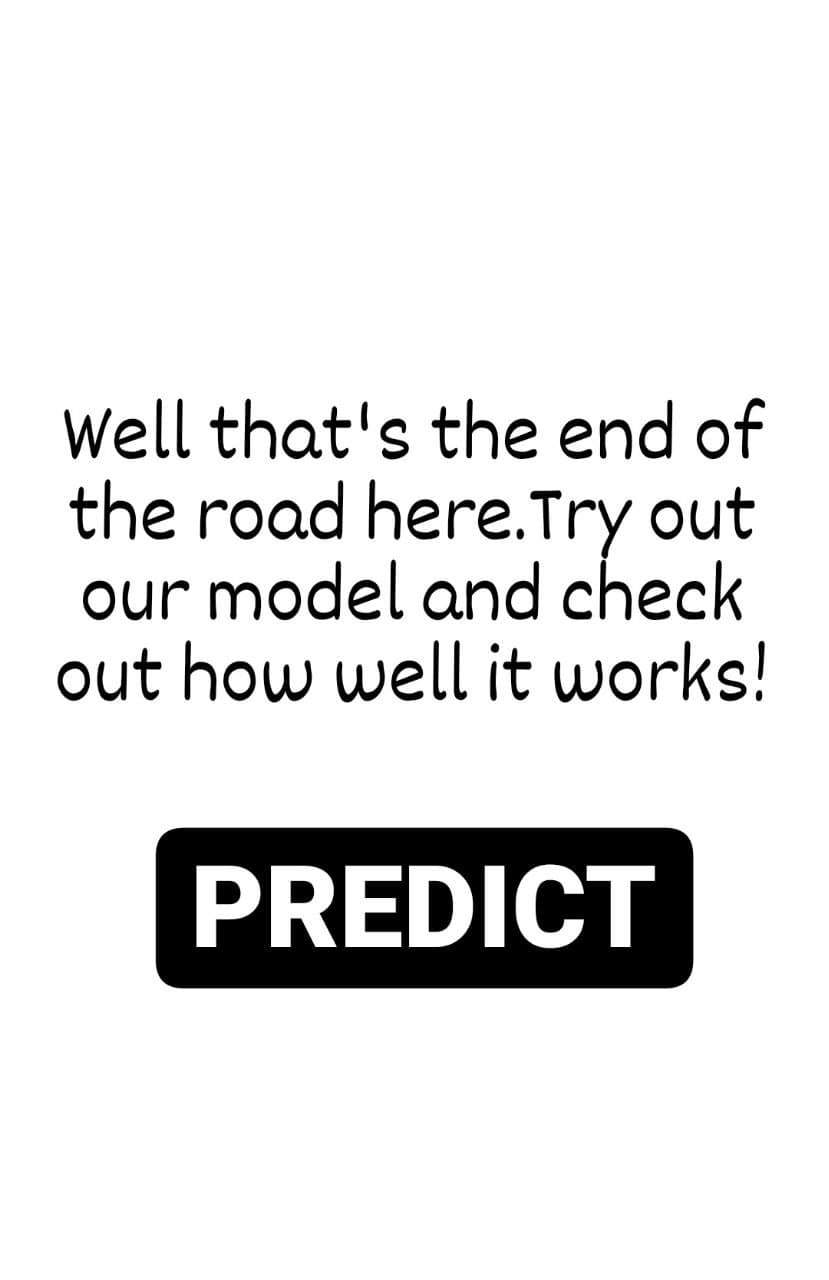 Well that's the end of
the road here.Try out
our model and check
out how well it works!
PREDICT